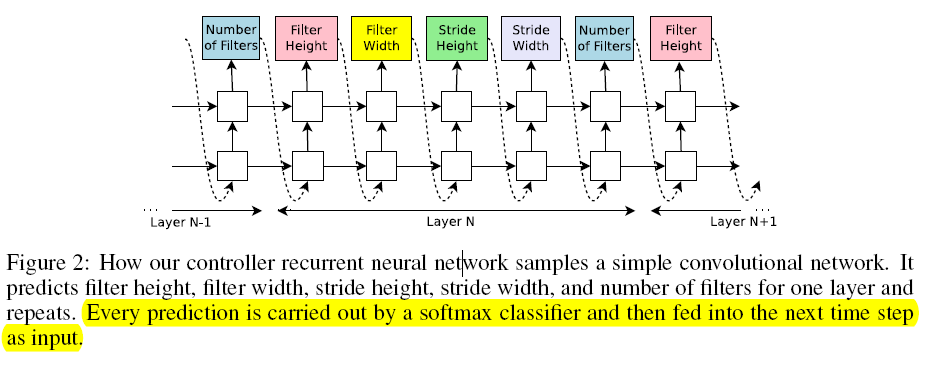 Number of Filters
Filter Height
Filter Width
Stride Height
Stride Width
Number of Filters
Filter Height
... Layer N-1
Layer N
Layer N+1 ...
Figure 2: How our controller recurrent neural network samples a simple convolutional network. It
predicts filter height, filter width, stride height, stride width, and number of filters for one layer and
repeats. Every prediction is carried out by a softmax classifier and then fed into the next time step
as input.